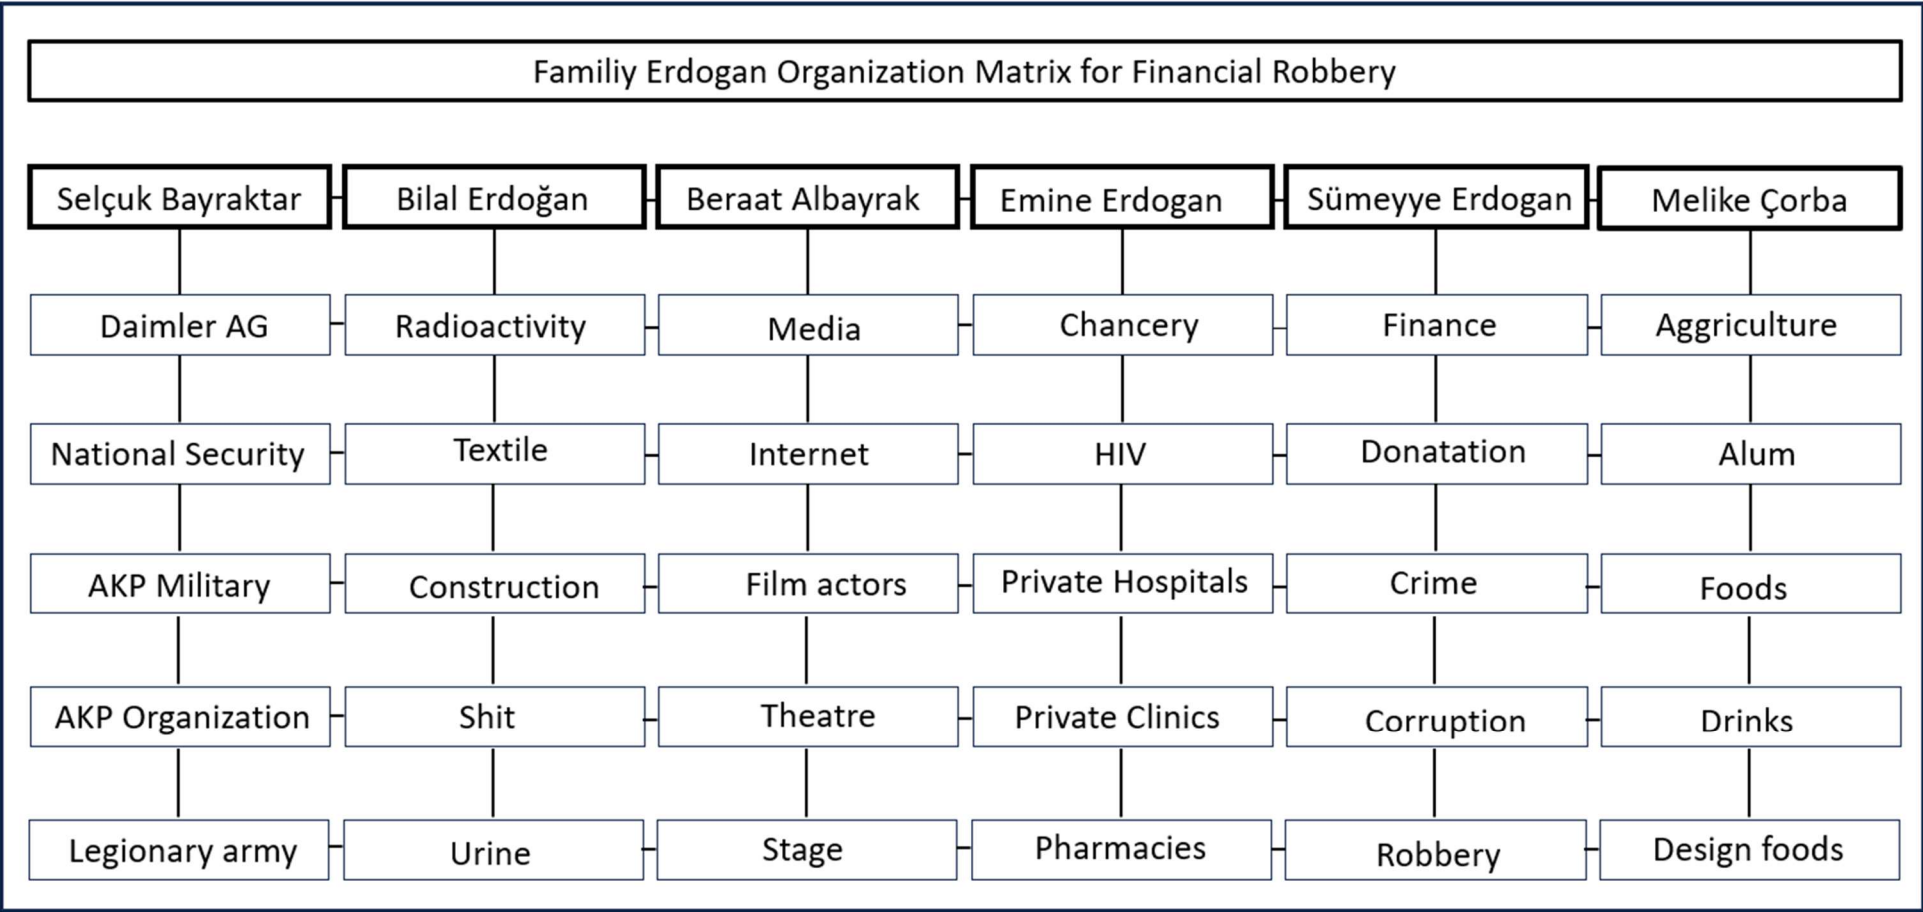 Familiy Erdogan Organization Matrix for Financial Robbery
Selçuk Bayraktar
Bilal Erdoğan
Beraat Albayrak
Emine Erdogan
Sümeyye Erdogan
Melike Çorba
Daimler AG
Radioactivity
Media
Chancery
Finance
Aggriculture
National Security
Textile
Internet
HIV
Donatation
Alum
AKP Military
Construction
Film actors
Private Hospitals
Crime
Foods
AKP Organization
Shit
Theatre
Private Clinics
Corruption
Drinks
Legionary army
Urine
Stage
Pharmacies
Robbery
Design foods